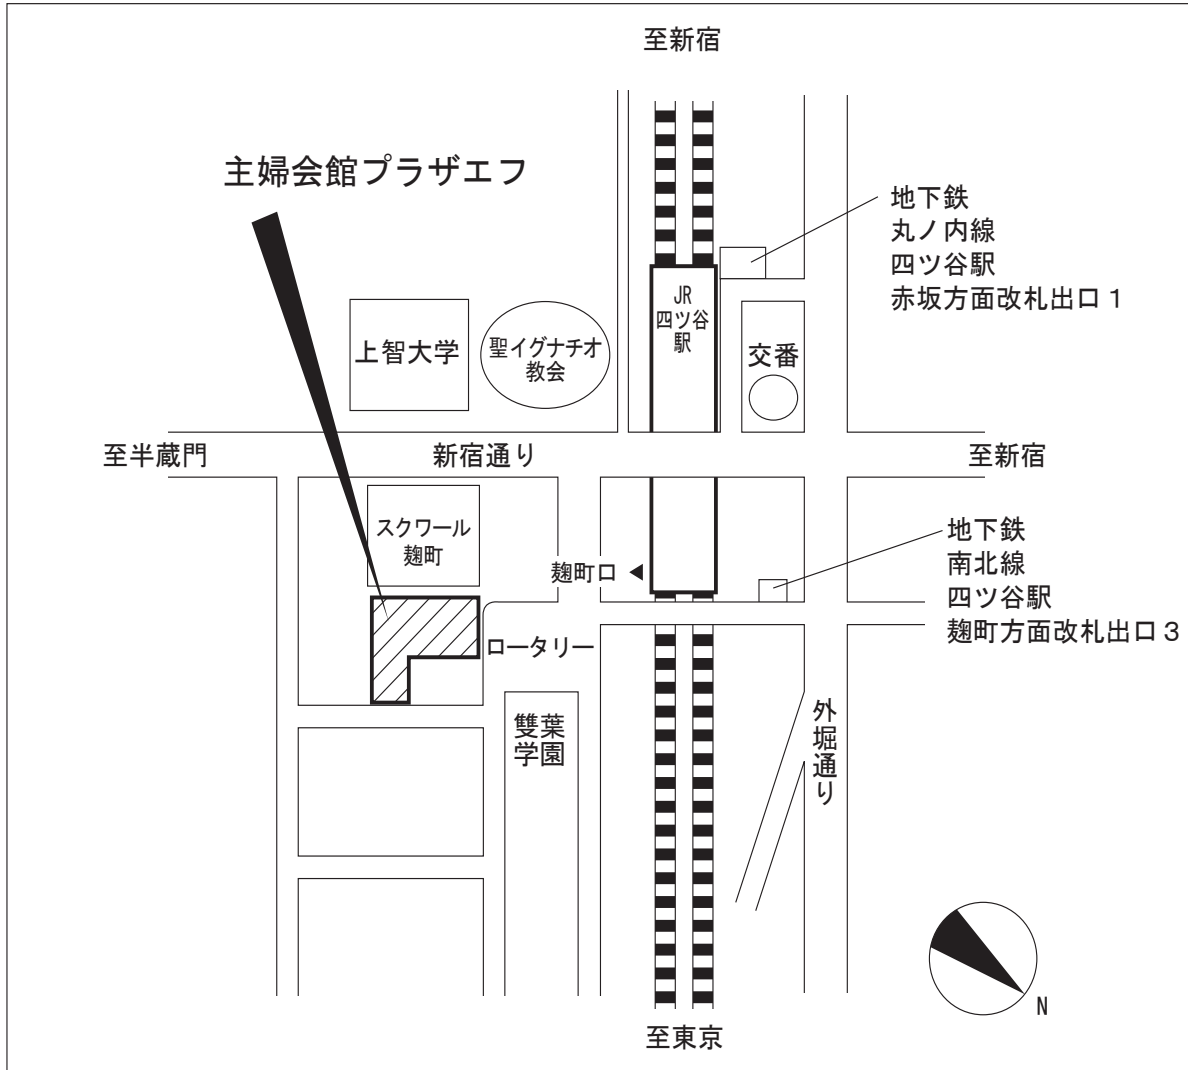 至新宿
主婦会館プラザエフ
地下鉄
丸ノ内線
四ツ谷駅
赤坂方面改札出口1
JR
四ツ谷
駅
上智大学
聖イグナチオ
教会
交番
至半蔵門
新宿通り
至新宿
スクワール
麹町
麹町口
地下鉄
南北線
四ツ谷駅
麹町方面改札出口3
ロータリー
雙葉
学園
外堀通り
N
至東京